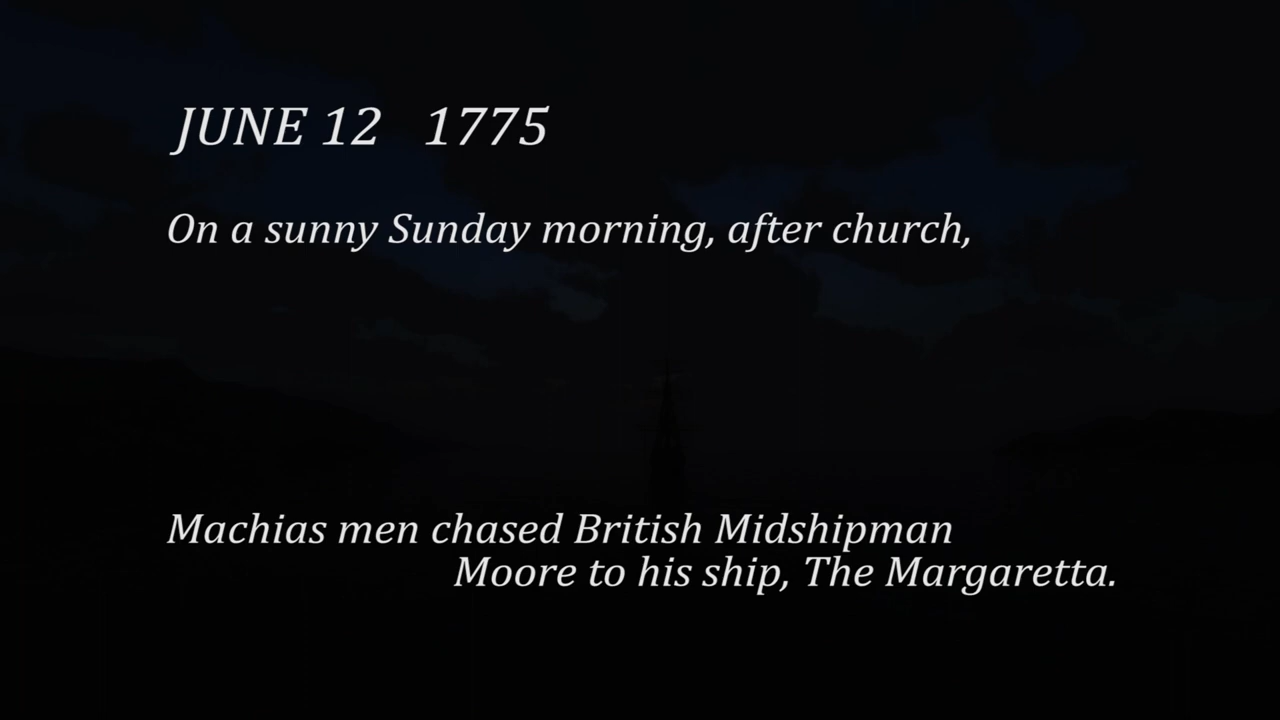 JUNE 12 1775
On a sunny Sunday morning, after church,
Machias men chased British Midshipman
Moore to his ship, The Margaretta.